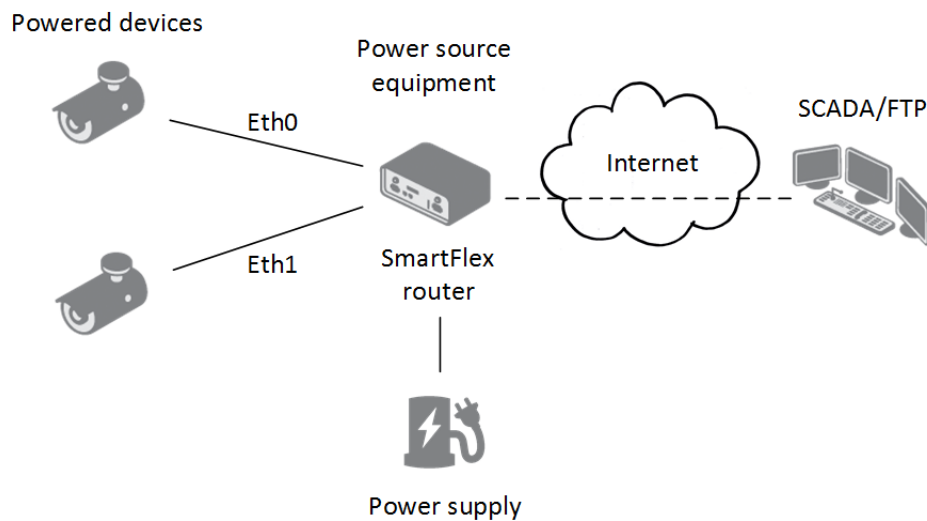 Powered devices
Power source
equipment
SCADA/FTP
Eth0
Internet
Eth1
SmartFlex
router
Power supply